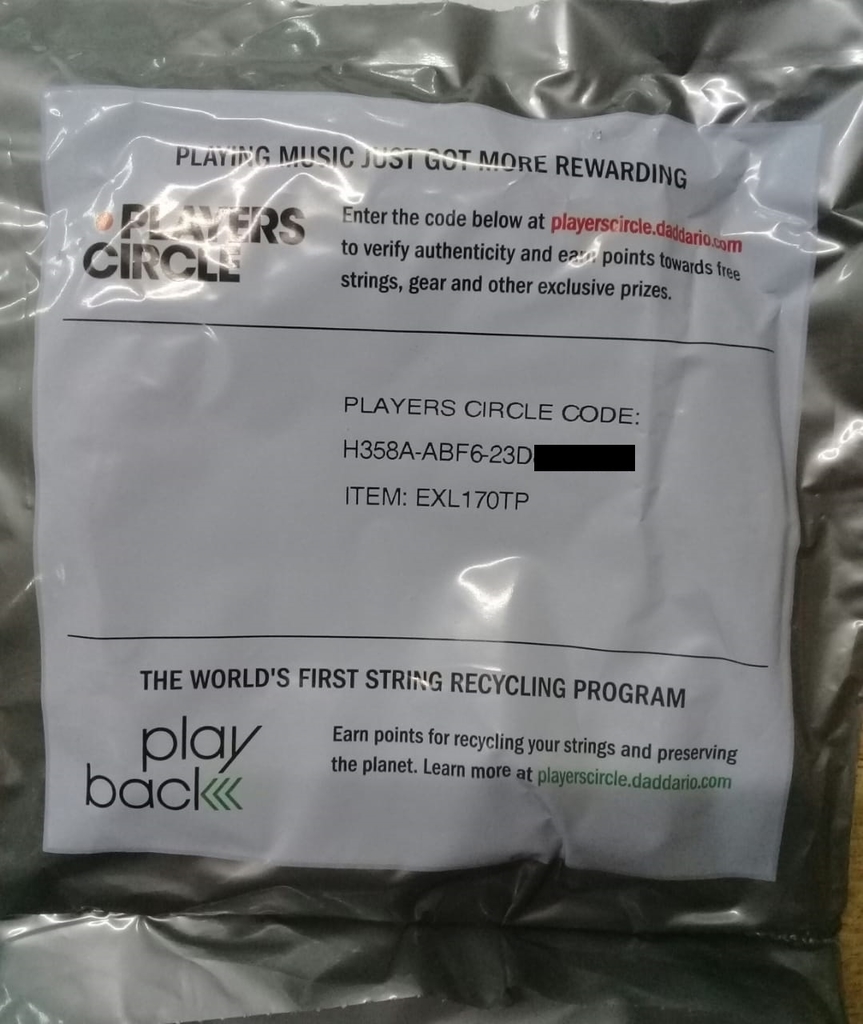 PLAYING MUSIC JUST GOT MORE REWARDING
PLAYERS
CIRCLE
Enter the code below at playerscircle.daddario.com
to verify authenticity and earn points towards free
strings, gear and other exclusive prizes.
PLAYERS CIRCLE CODE:
H358A-ABF6-23D
ITEM: EXL170TP
THE WORLD'S FIRST STRING RECYCLING PROGRAM
play
back
Earn points for recycling your strings and preserving
the planet. Learn more at playerscircle.daddario.com